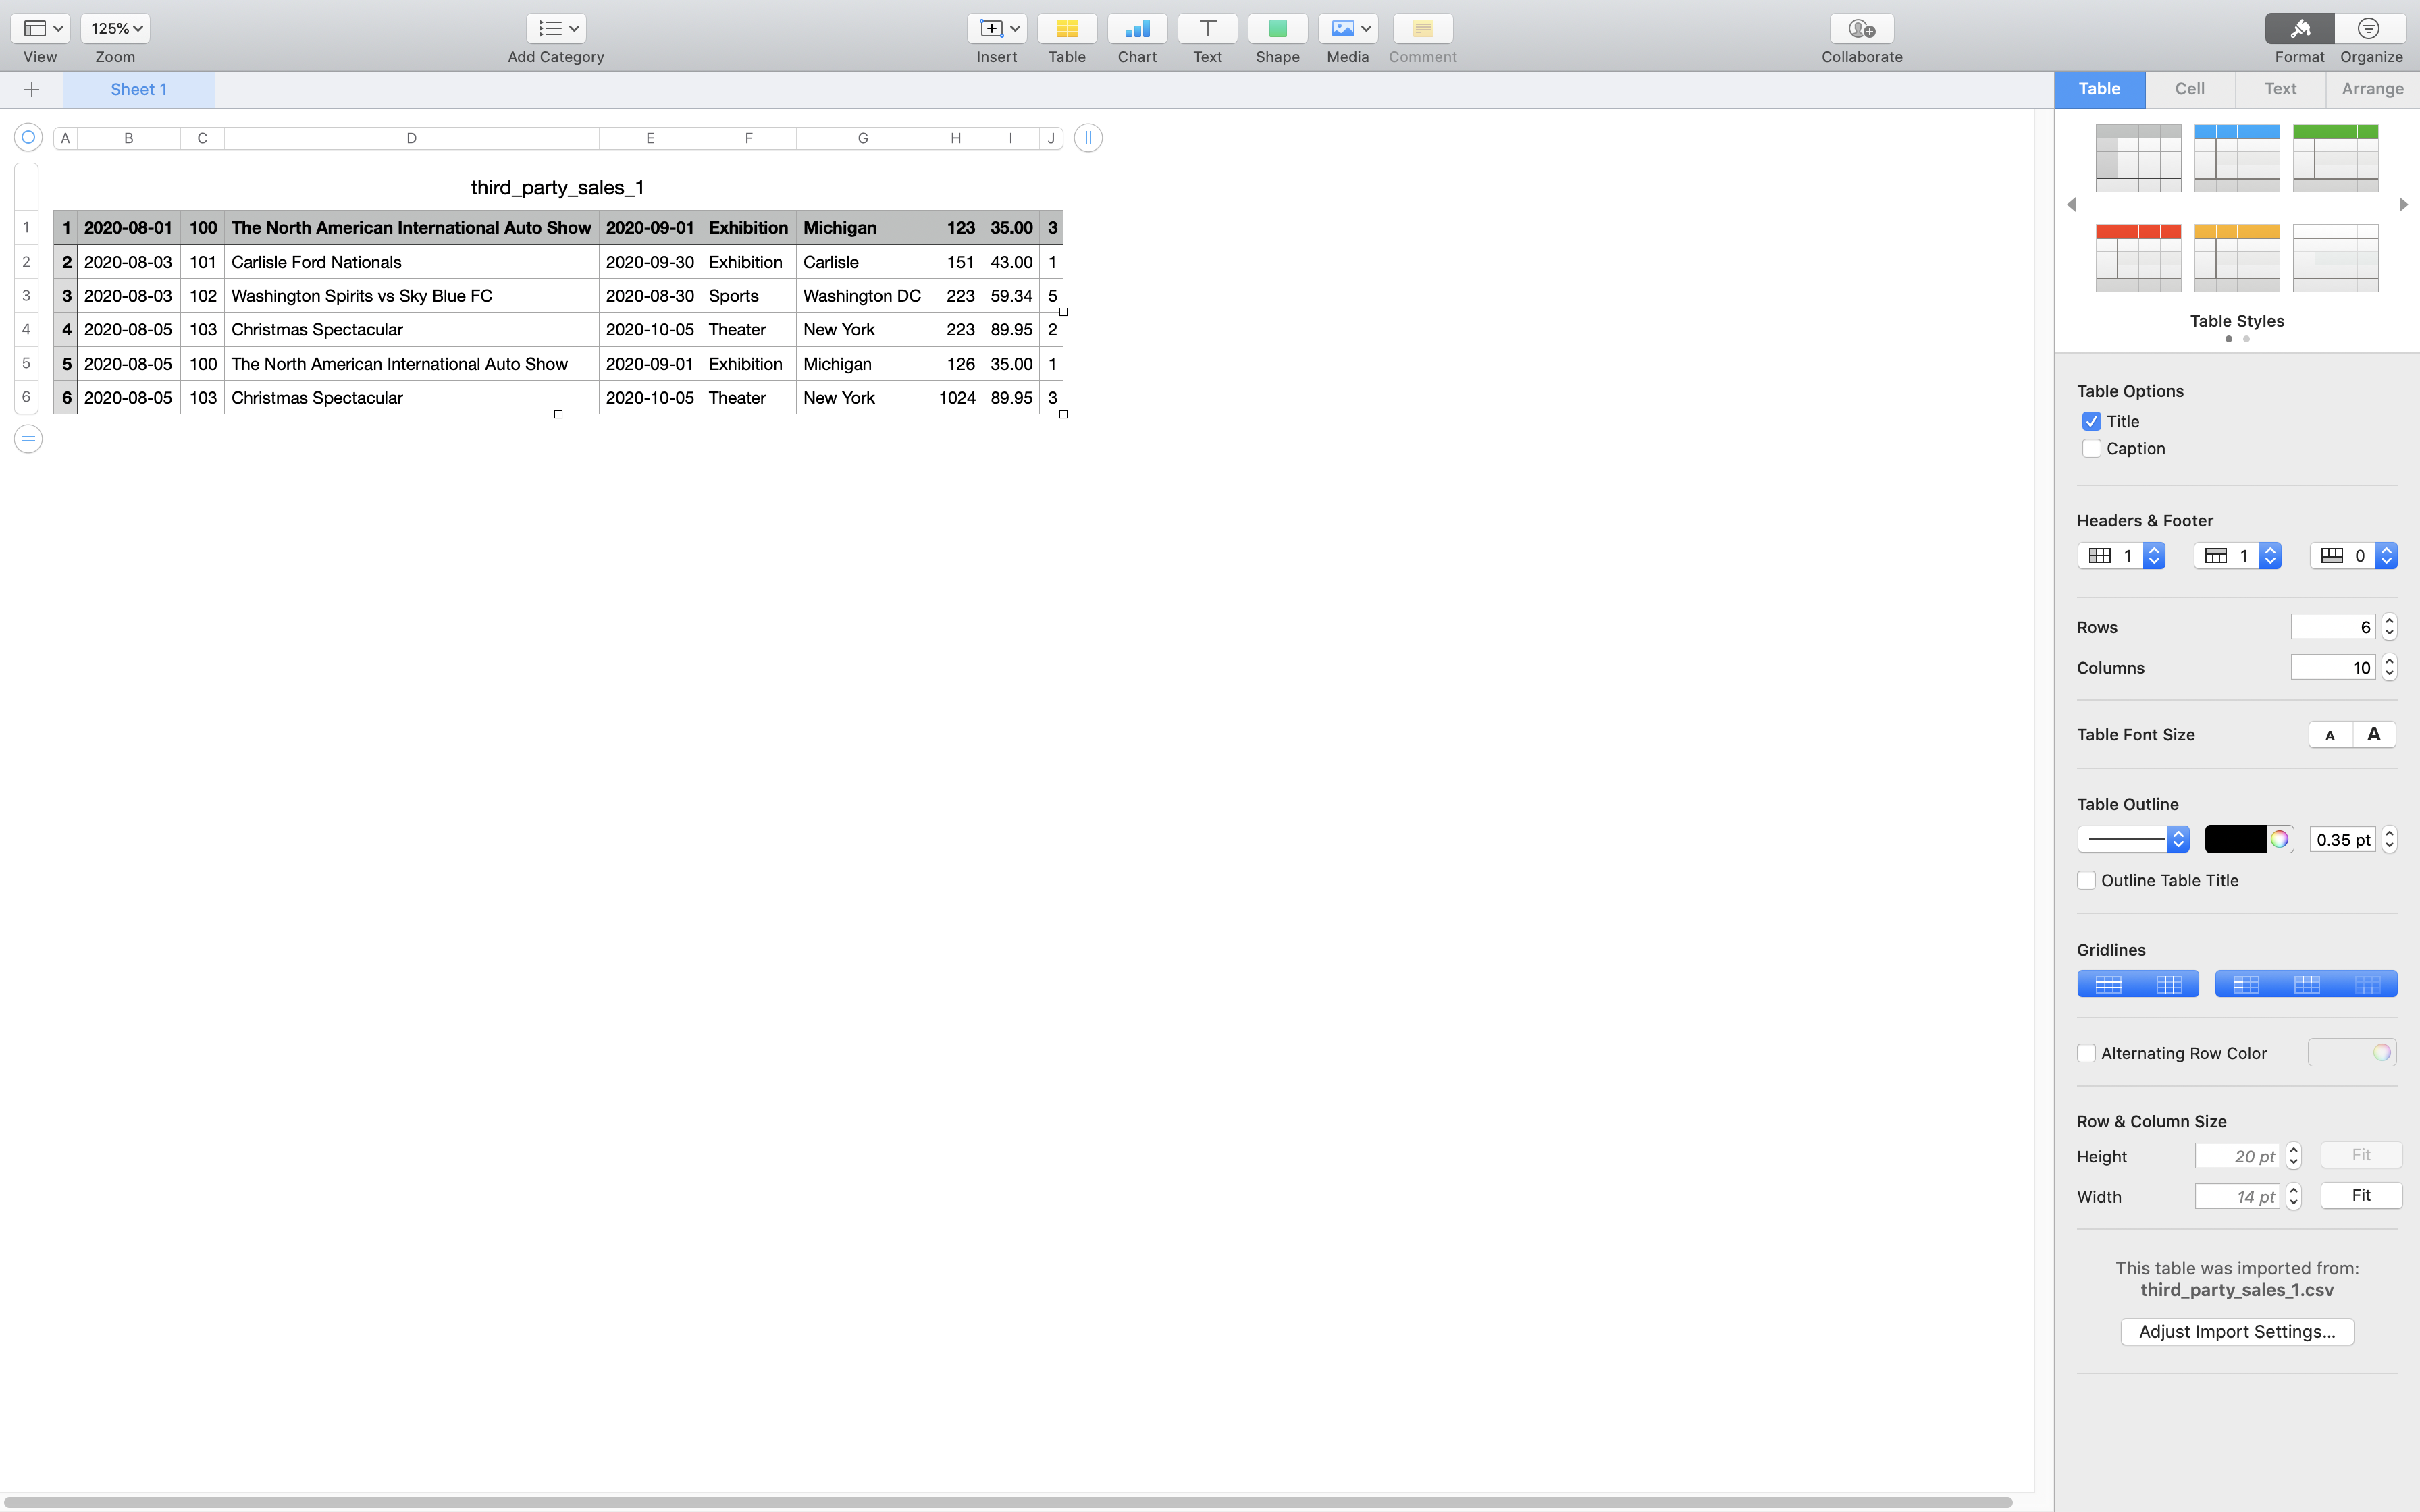 125%
View Zoom Add Category Insert Table Chart Text Shape Media Comment Collaborate Format Organize
Sheet 1
Table Cell Text Arrange
A B C D E F G H I J
third_party_sales_1
1 1 2020-08-01 100 The North American International Auto Show 2020-09-01 Exhibition Michigan 123 35.00 3
2 2 2020-08-03 101 Carlisle Ford Nationals 2020-09-30 Exhibition Carlisle 151 43.00 1
3 3 2020-08-03 102 Washington Spirits vs Sky Blue FC 2020-08-30 Sports Washington DC 223 59.34 5
4 4 2020-08-05 103 Christmas Spectacular 2020-10-05 Theater New York 223 89.95 2
5 5 2020-08-05 100 The North American International Auto Show 2020-09-01 Exhibition Michigan 126 35.00 1
6 6 2020-08-05 103 Christmas Spectacular 2020-10-05 Theater New York 1024 89.95 3
Table Styles
Table Options
Title
Caption
Headers & Footer
1 1 0
Rows 6
Columns 10
Table Font Size A A
Table Outline
0.35 pt
Outline Table Title
Gridlines
Alternating Row Color
Row & Column Size
Height 20 pt Fit
Width 14 pt Fit
This table was imported from:
third_party_sales_1.csv
Adjust Import Settings...